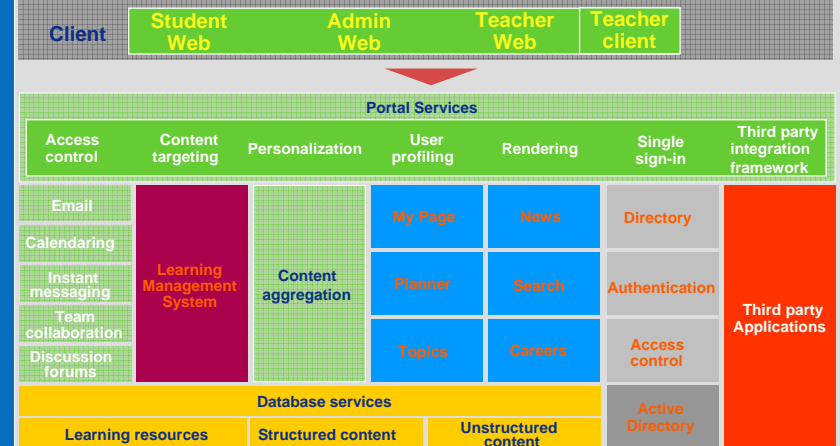 Client
Student
Web
Admin
Web
Teacher
Web
Teacher
client
Portal Services
Access
control
Content
targeting
Personalization
User
profiling
Rendering
Single
sign-in
Third party
integration
framework
Email
Calendaring
Instant
messaging
Team
collaboration
Discussion
forums
Learning
Management
System
Content
aggregation
My Page
Planner
Topics
News
Search
Careers
Directory
Authentication
Access
control
Active
Directory
Third party
Applications
Database services
Learning resources
Structured content
Unstructured
content